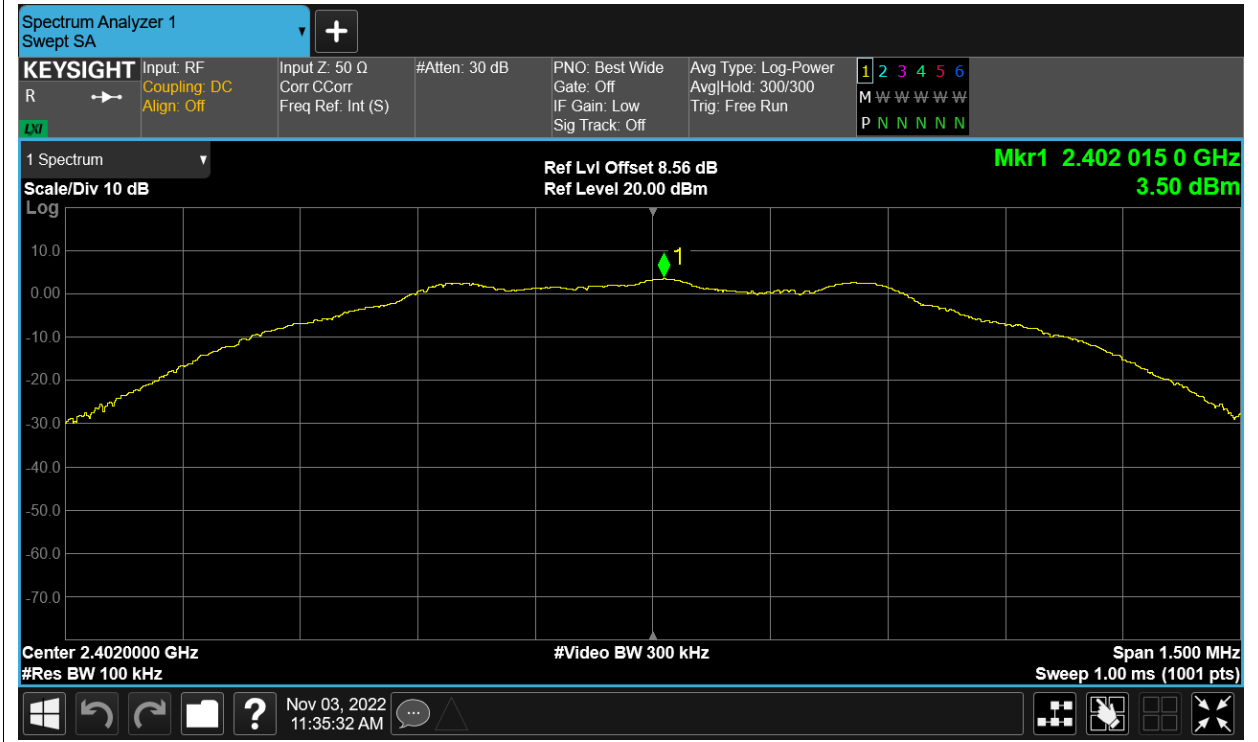 Spectrum Analyzer 1
Swept SA
KEYSIGHT
R
LXI
Input: RF
Coupling: DC
Align: Off
Input Z: 50 Ω
Corr CCorr
Freq Ref: Int (S)
#Atten: 30 dB
PNO: Best Wide
Gate: Off
IF Gain: Low
Sig Track: Off
Avg Type: Log-Power
Avg|Hold: 300/300
Trig: Free Run
1 2 3 4 5 6
M W W W W W W
P N N N N N N
1 Spectrum
Scale/Div 10 dB
Log
Ref Lvl Offset 8.56 dB
Ref Level 20.00 dBm
Mkr1 2.402 015 0 GHz
3.50 dBm
1
10.0
0.00
-10.0
-20.0
-30.0
-40.0
-50.0
-60.0
-70.0
Center 2.4020000 GHz
#Video BW 300 kHz
Span 1.500 MHz
#Res BW 100 kHz
Sweep 1.00 ms (1001 pts)
?
Nov 03, 2022
11:35:32 AM